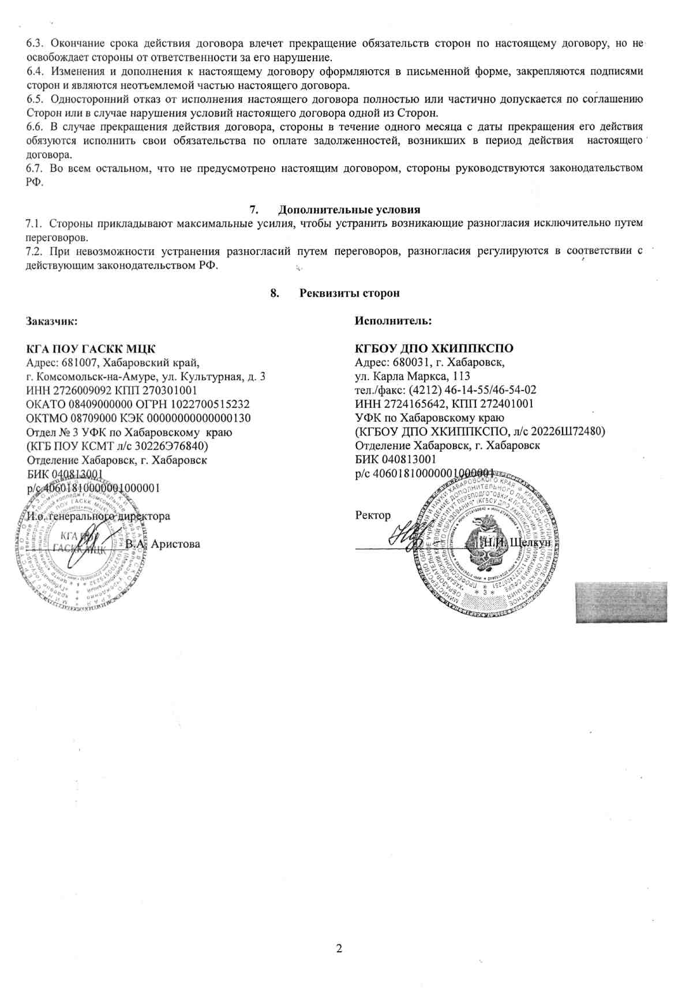 6.3. Окончание срока действия договора влечет прекращение обязательств сторон по настоящему договору, но не
освобождает стороны от ответственности за его нарушение.
6.4. Изменения и дополнения к настоящему договору оформляются в письменной форме, закрепляются подписями
сторон и являются неотъемлемой частью настоящего договора.
6.5. Односторонний отказ от исполнения настоящего договора полностью или частично допускается по соглашению
Сторон или в случае нарушения условий настоящего договора одной из Сторон.
6.6. В случае прекращения действия договора, стороны в течение одного месяца с даты прекращения его действия
обязуются исполнить свои обязательства по оплате задолженностей, возникших в период действия настоящего
договора.
6.7. Во всем остальном, что не предусмотрено настоящим договором, стороны руководствуются законодательством
РФ.
7. Дополнительные условия
7.1. Стороны прикладывают максимальные усилия, чтобы устранить возникающие разногласия исключительно путем
переговоров.
7.2. При невозможности устранения разногласий путем переговоров, разногласия регулируются в соответствии с
действующим законодательством РФ.
8. Реквизиты сторон
Заказчик:
КГА ПОУ ГАСКК МЦК
Адрес: 681007, Хабаровский край,
г. Комсомольск-на-Амуре, ул. Культурная, д. 3
ИНН 2726009092 КПП 270301001
ОКАТО 08409000000 ОГРН 1022700515232
ОКТМО 08709000 КЭК 00000000000000130
Отдел № 3 УФК по Хабаровскому краю
(КГБ ПОУ КСМТ л/с 30226Э76840)
Отделение Хабаровск, г. Хабаровск
БИК 040813001
р/с 40601810000001000001
И.о. генерального директора
В.А. Аристова
КГА ПОУ
ГАСКК МЦК
Исполнитель:
КГБОУ ДПО ХКИППКСПО
Адрес: 680031, г. Хабаровск,
ул. Карла Маркса, 113
тел./факс: (4212) 46-14-55/46-54-02
ИНН 2724165642, КПП 272401001
УФК по Хабаровскому краю
(КГБОУ ДПО ХКИППКСПО, л/с 20226Ш72480)
Отделение Хабаровск, г. Хабаровск
БИК 040813001
р/с 40601810000001000001
Ректор
Н.И. Щелкун
2